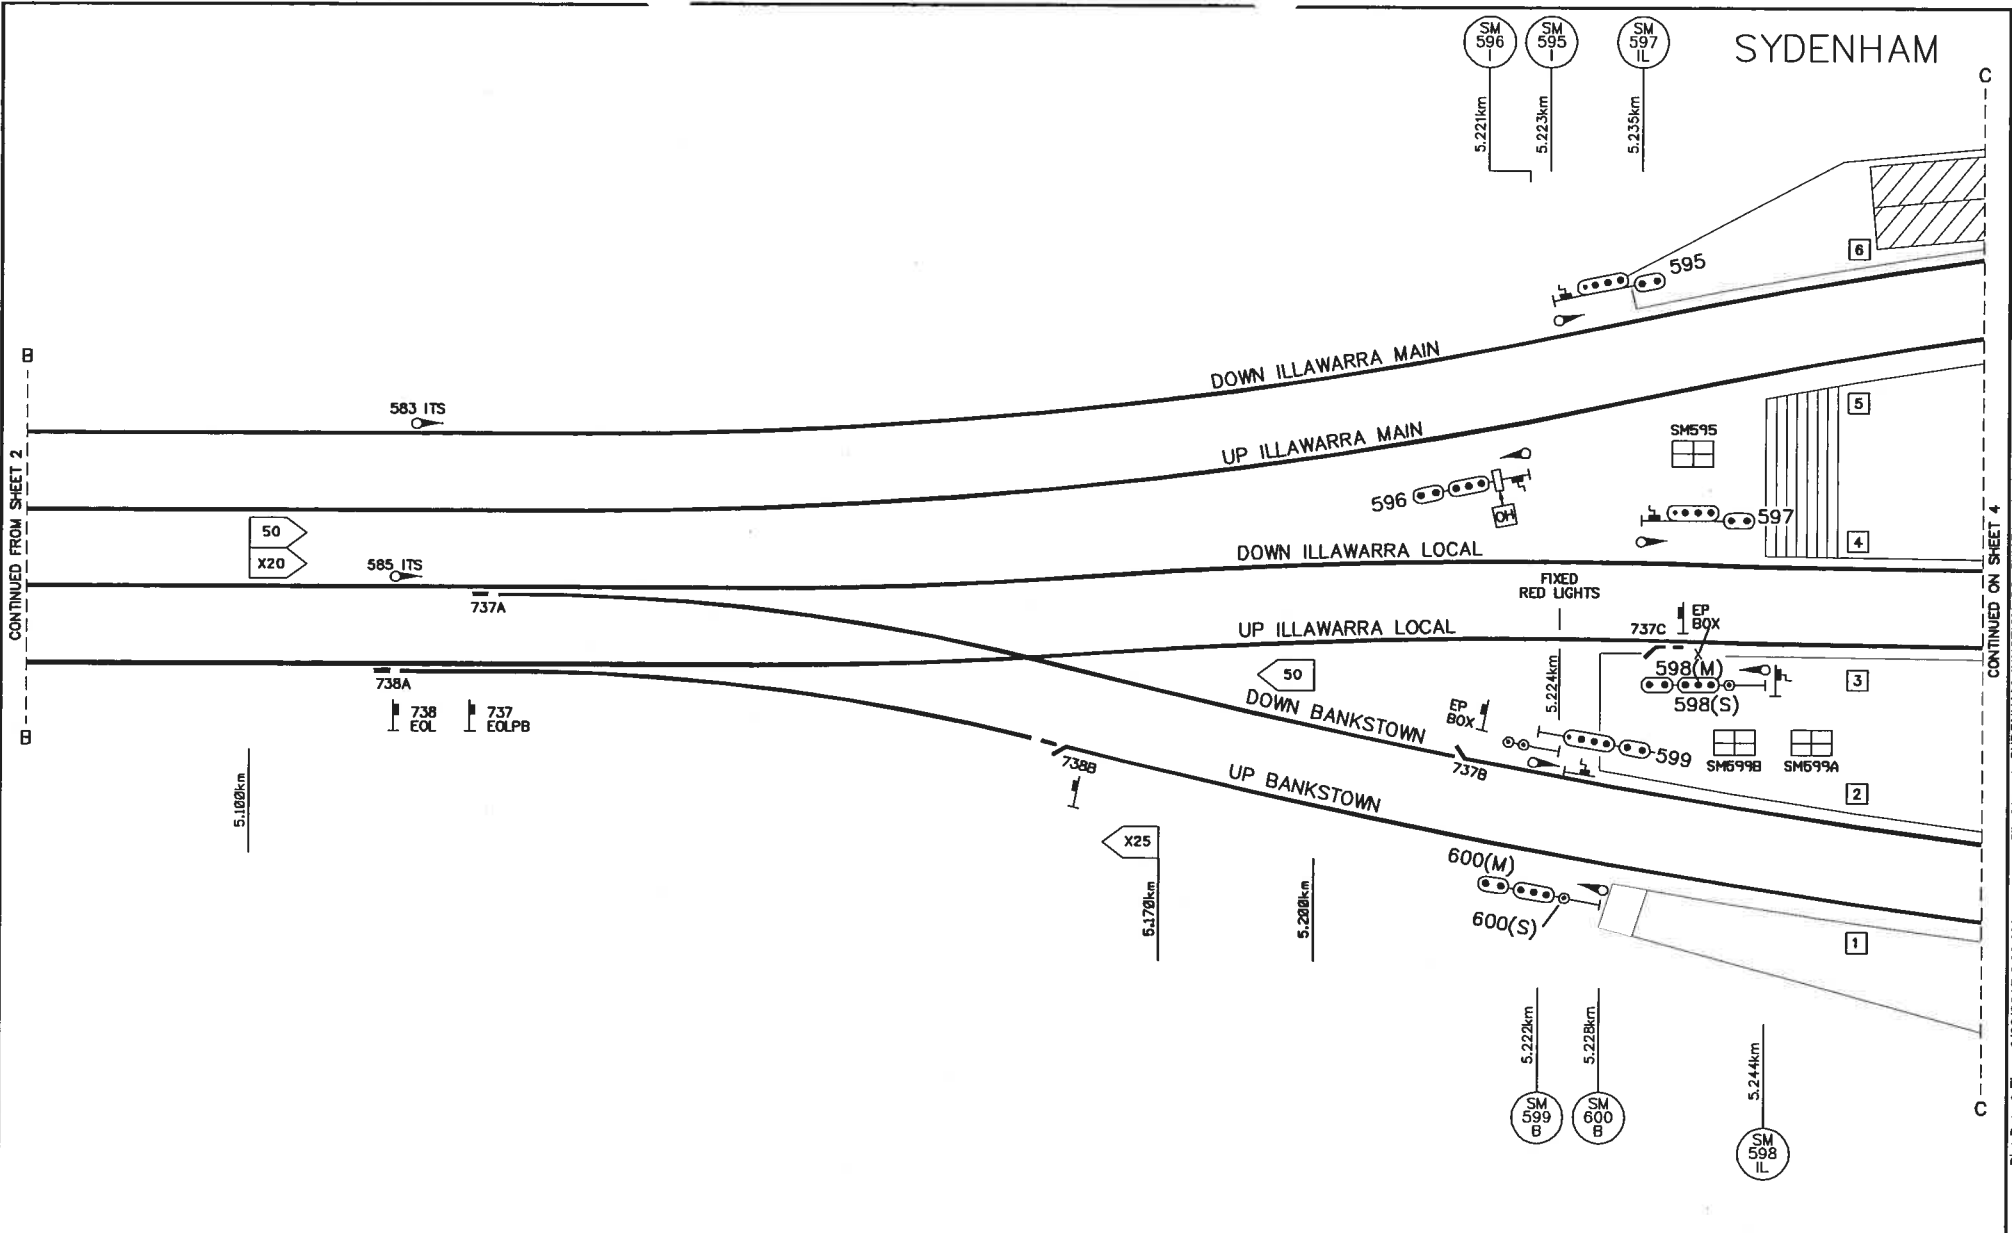 SM
596
I
SM
595
I
SM
597
IL
SYDENHAM
C
5.221km
5.223km
5.235km
6
595
B
DOWN ILLAWARRA MAIN
583 ITS
5
UP ILLAWARRA MAIN
SM595
CONTINUED FROM SHEET 2
596
OH
597
50
X20
585 ITS
4
DOWN ILLAWARRA LOCAL
737A
FIXED
RED LIGHTS
CONTINUED ON SHEET 4
EP
BOX
UP ILLAWARRA LOCAL
737C
738A
50
5.224km
598(M)
598(S)
3
738
EOL
737
EOLPB
B
DOWN BANKSTOWN
EP
BOX
599
SM599B
SM599A
738B
737B
UP BANKSTOWN
2
5.100km
X25
600(M)
600(S)
5.170km
5.200km
1
5.222km
5.228km
5.244km
SM
599
B
SM
600
B
C
SM
598
IL